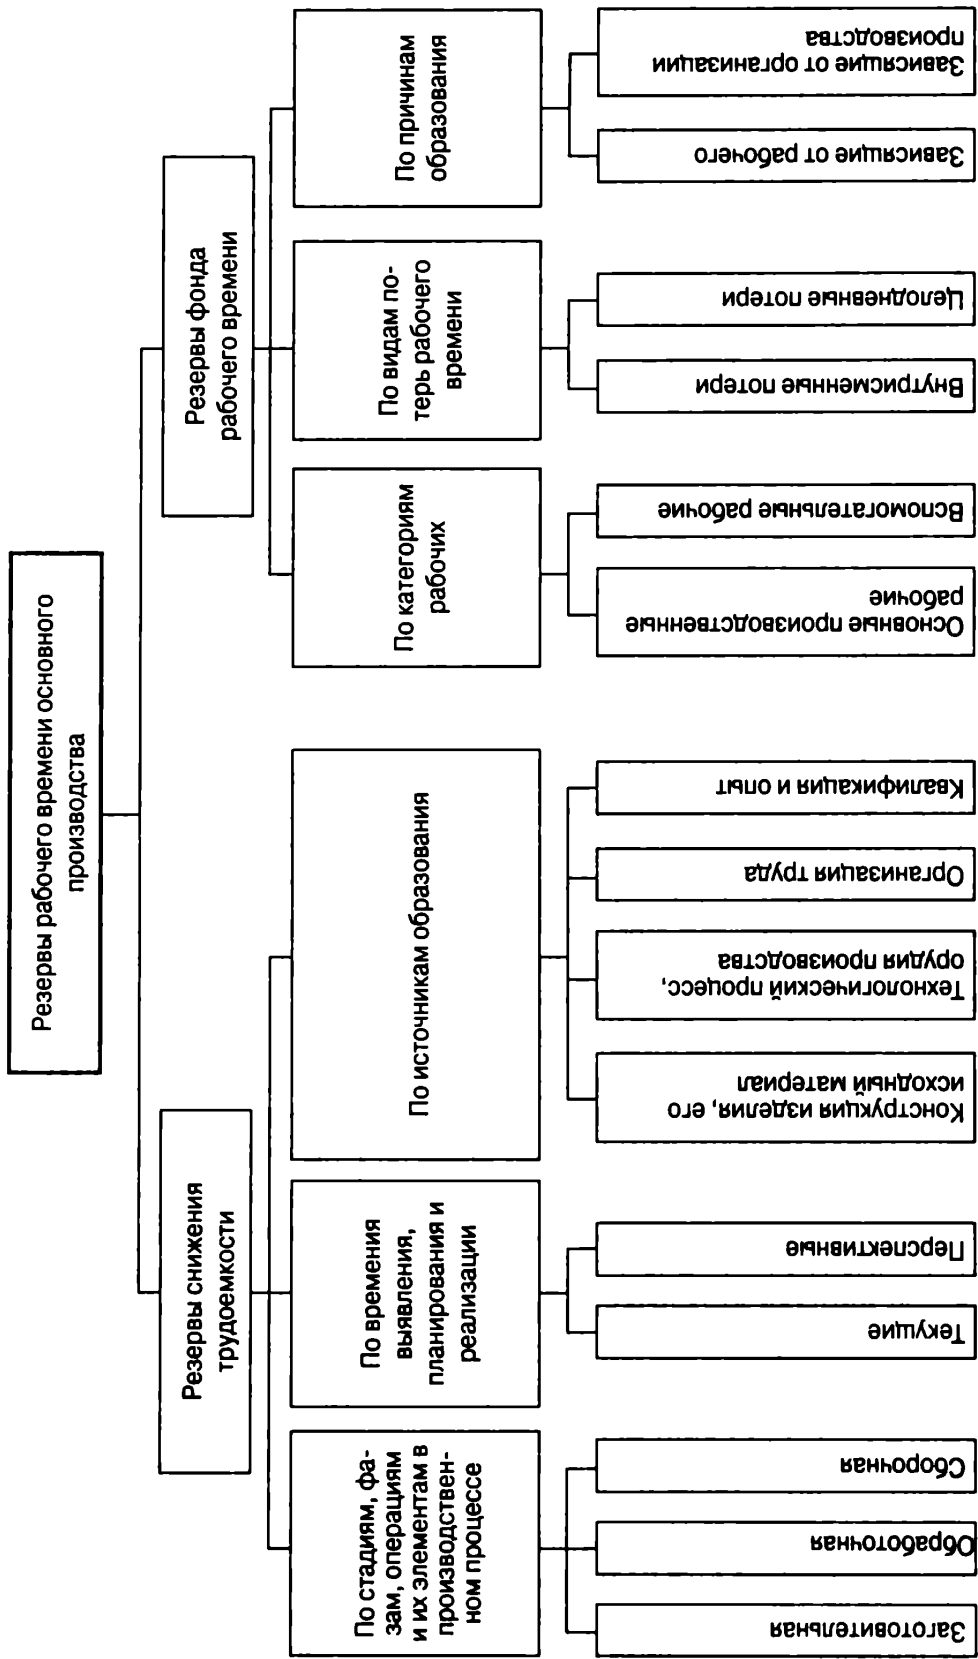 Резервы рабочего времени основного
производства
Резервы снижения
трудоемкости
Резервы фонда
рабочего времени
По стадиям, фа-
зам, операциям
и их элементам в
производствен-
ном процессе
По времени
выявления,
планирования и
реализации
По источникам образования
По категориям
рабочих
По видам по-
терь рабочего
времени
По причинам
образования
Заготовительная
Обработочная
Сборочная
Текущие
Перспективные
Конструкция изделия, его
исходный материал
Технологический процесс,
орудия производства
Организация труда
Квалификация и опыт
Основные производственные
рабочие
Вспомогательные рабочие
Внутрисменные потери
Целодневные потери
Зависящие от рабочего
Зависящие от организации
производства